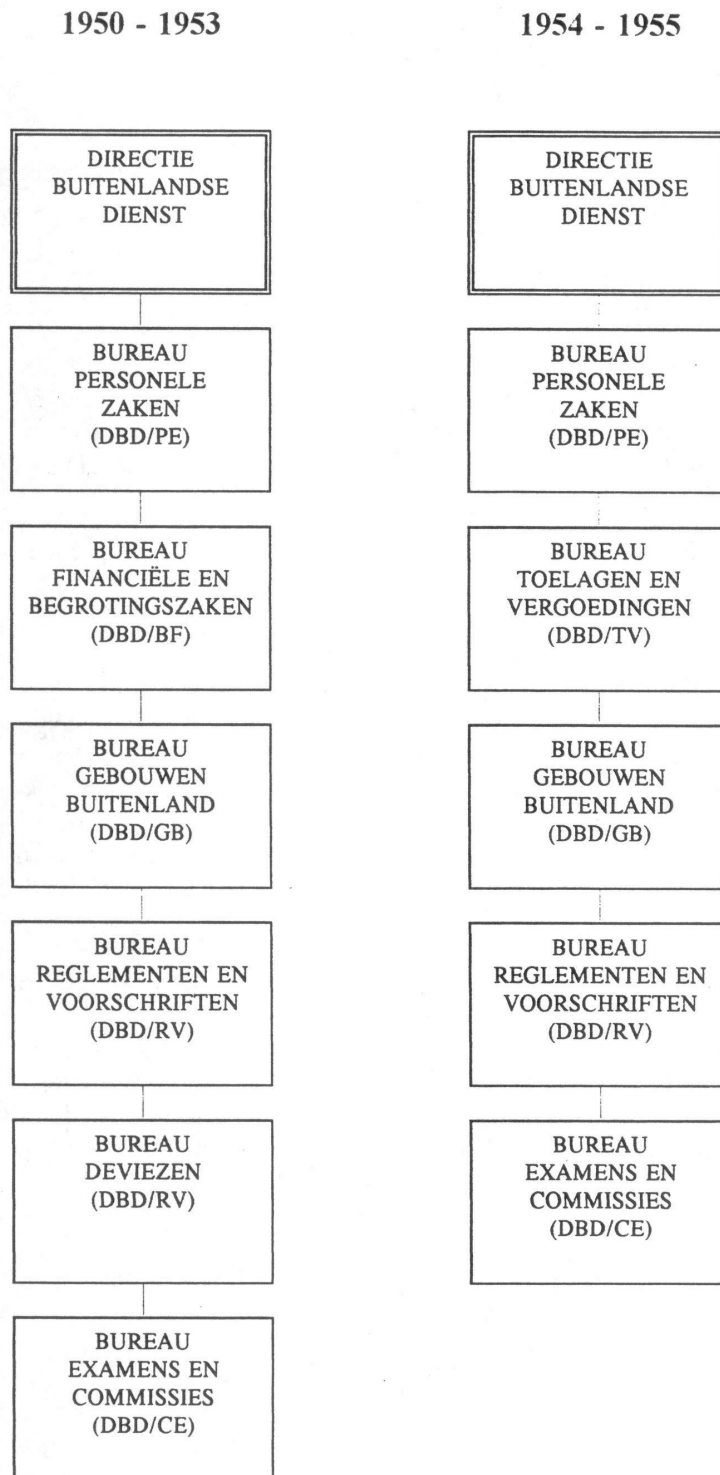 1950 - 1953
DIRECTIE
BUITENLANDSE
DIENST
BUREAU
PERSONELE
ZAKEN
(DBD/PE)
BUREAU
FINANCIËLE EN
BEGROTINGSZAKEN
(DBD/BF)
BUREAU
GEBOUWEN
BUITENLAND
(DBD/GB)
BUREAU
REGLEMENTEN EN
VOORSCHRIFTEN
(DBD/RV)
BUREAU
DEVIEZEN
(DBD/RV)
BUREAU
EXAMENS EN
COMMISSIES
(DBD/CE)
1954 - 1955
DIRECTIE
BUITENLANDSE
DIENST
BUREAU
PERSONELE
ZAKEN
(DBD/PE)
BUREAU
TOELAGEN EN
VERGOEDINGEN
(DBD/TV)
BUREAU
GEBOUWEN
BUITENLAND
(DBD/GB)
BUREAU
REGLEMENTEN EN
VOORSCHRIFTEN
(DBD/RV)
BUREAU
EXAMENS EN
COMMISSIES
(DBD/CE)